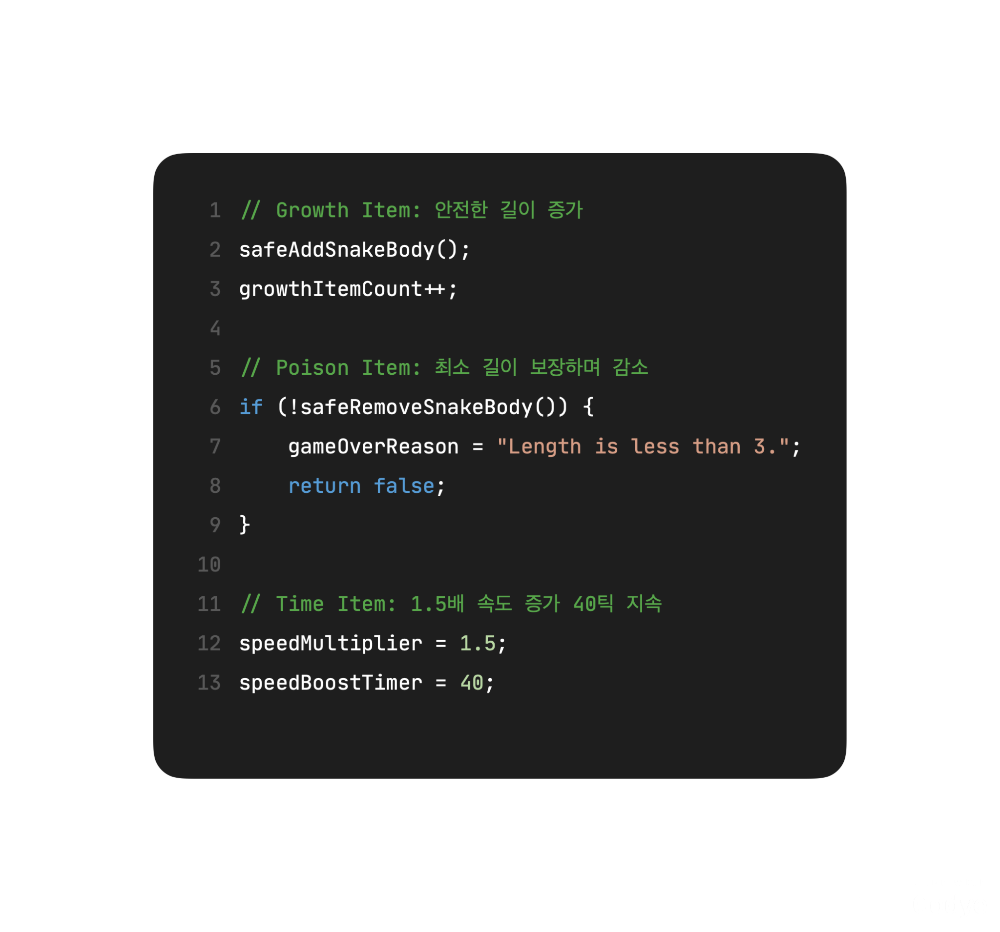 1 // Growth Item: 안전한 길이 증가
2 safeAddSnakeBody();
3 growthItemCount++;
4
5 // Poison Item: 최소 길이 보장하며 감소
6 if (!safeRemoveSnakeBody()) {
7     gameOverReason = "Length is less than 3.";
8     return false;
9 }
10
11 // Time Item: 1.5배 속도 증가 40틱 지속
12 speedMultiplier = 1.5;
13 speedBoostTimer = 40;